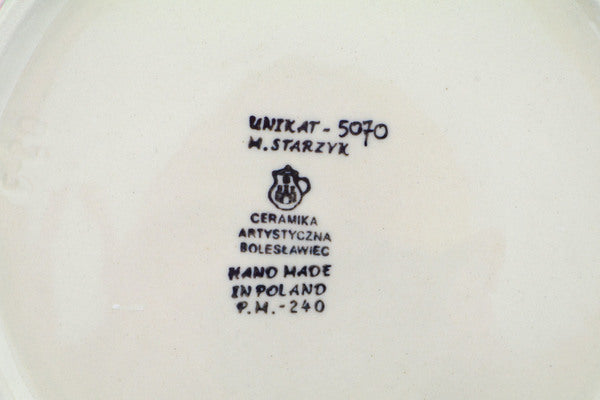 UNIKAT - 5070
M. STARZYK
CERAMIKA
ARTYSTYCZNA
BOLESŁAWIEC
HAND MADE
IN POLAND
P.M.-240